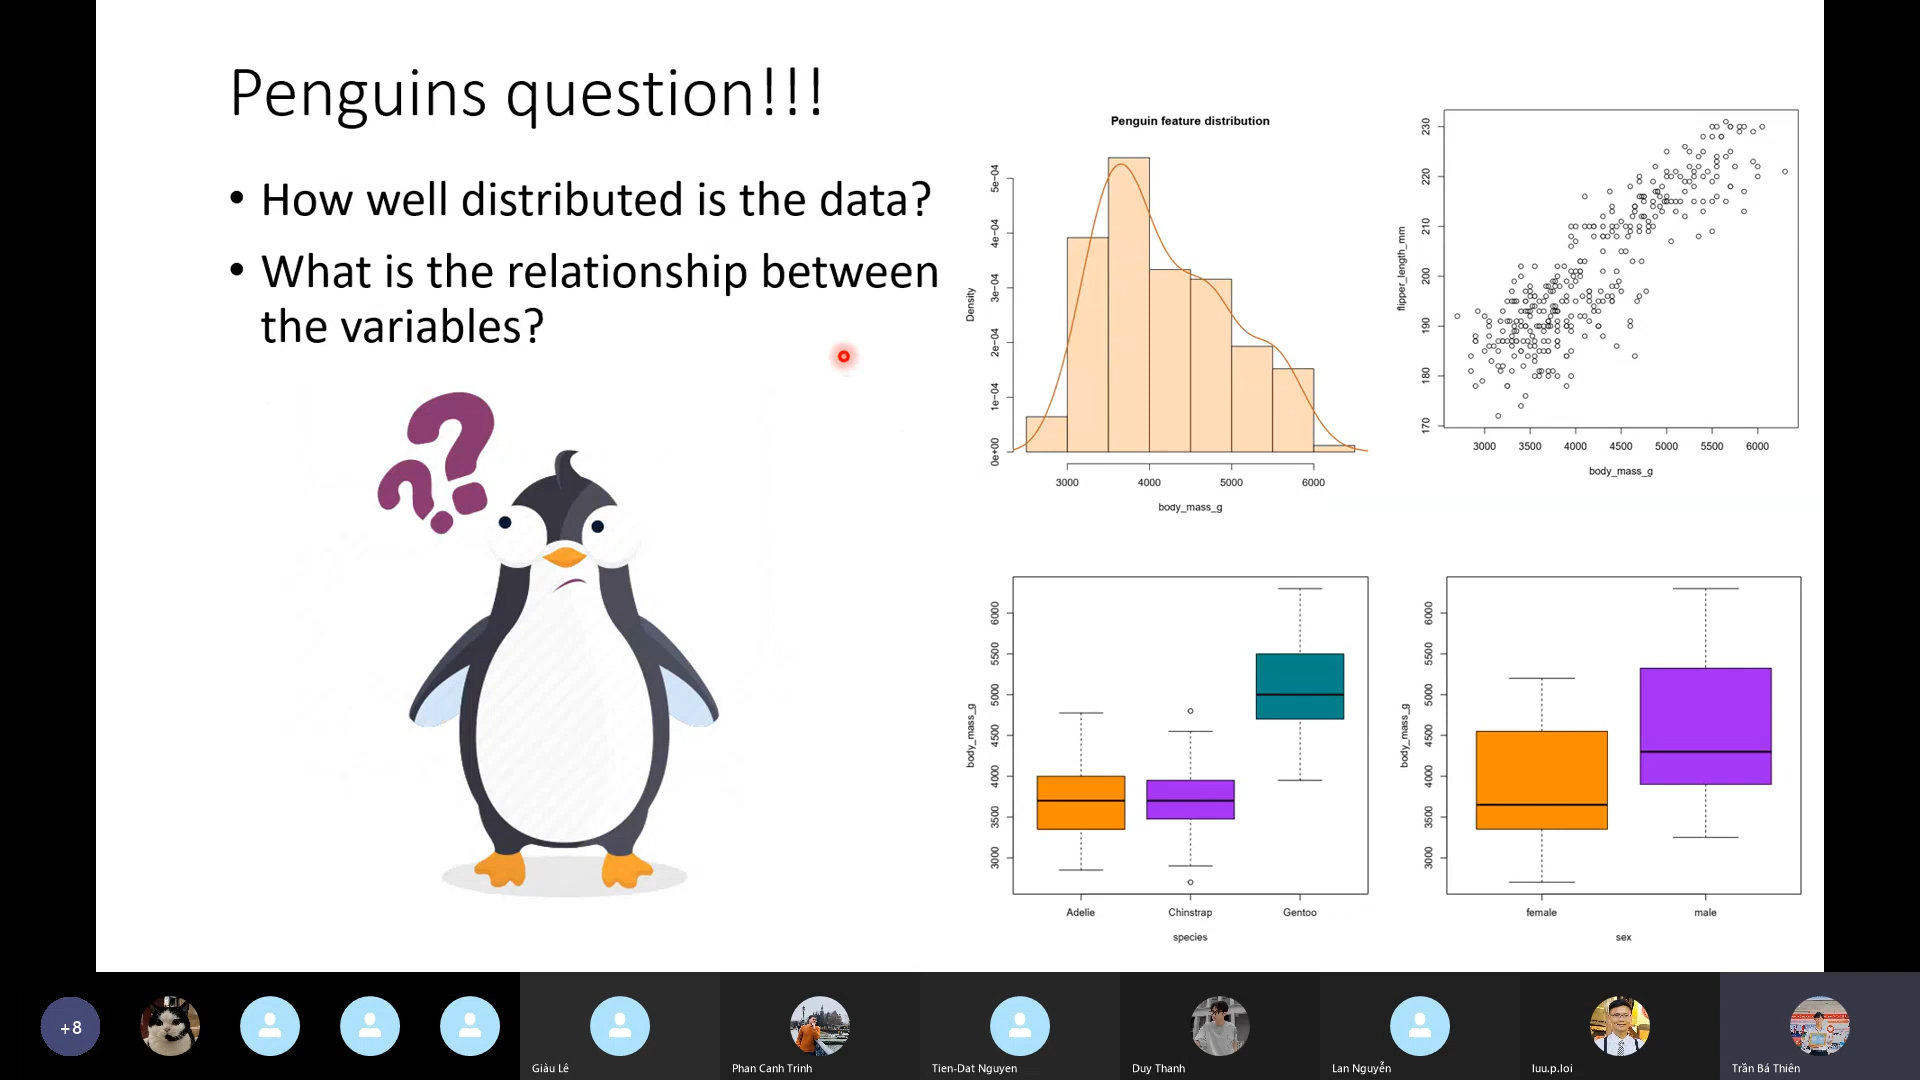 Penguins question!!!
• How well distributed is the data?
• What is the relationship between
the variables?
??
Penguin feature distribution
Density
0e+00 1e-04 2e-04 3e-04 4e-04 5e-04
3000 4000 5000 6000
body_mass_g
flipper_length_mm
170 180 190 200 210 220 230
3000 3500 4000 4500 5000 5500 6000
body_mass_g
body_mass_g
3000 3500 4000 4500 5000 5500 6000
Adelie Chinstrap Gentoo
species
body_mass_g
3000 3500 4000 4500 5000 5500 6000
female male
sex
+8
Giàu Lê
Phan Canh Trinh
Tien-Dat Nguyen
Duy Thanh
Lan Nguyễn
luu.p.loi
Trần Bá Thiên